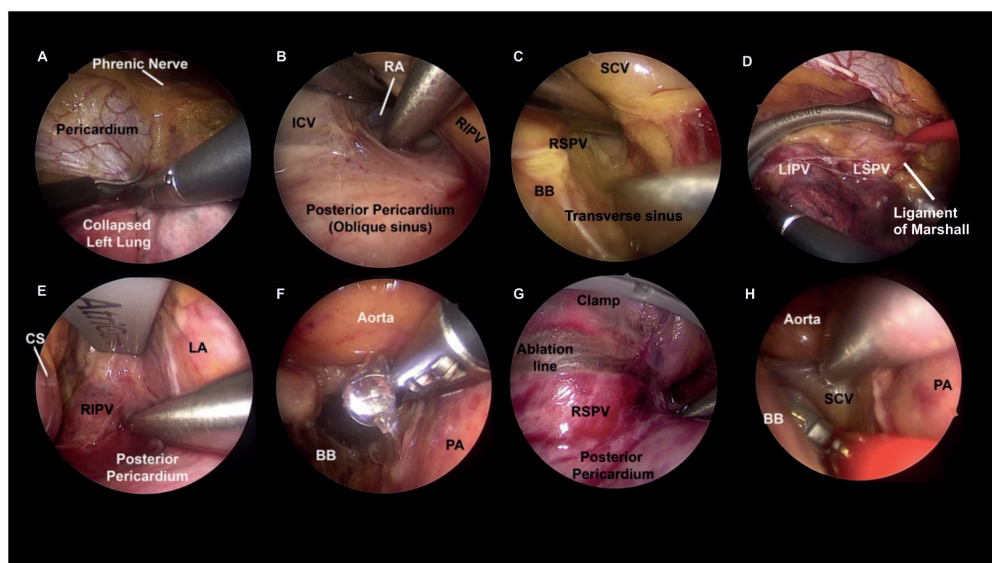 A
Phrenic Nerve
Pericardium
Collapsed
Left Lung
B
RA
ICV
RIPV
Posterior Pericardium
(Oblique sinus)
C
SCV
RSPV
BB
Transverse sinus
D
LIPV
LSPV
Ligament
of Marshall
E
CS
LA
RIPV
Posterior
Pericardium
F
Aorta
BB
PA
G
Clamp
Ablation
line
RSPV
Posterior
Pericardium
H
Aorta
SCV
PA
BB